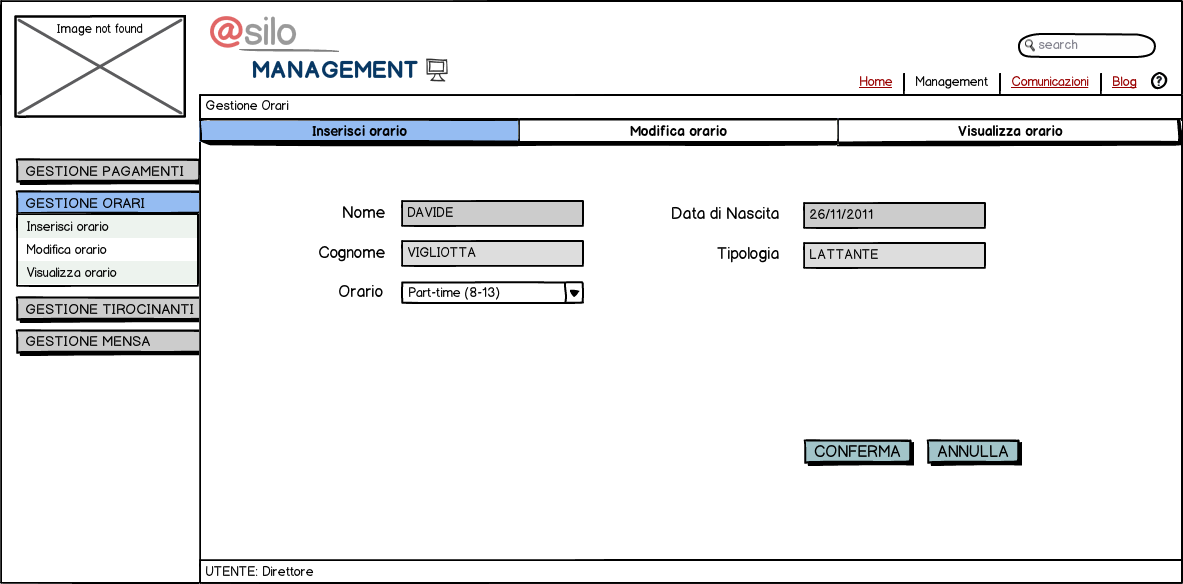 Image not found
@silo
MANAGEMENT
search
Home Management Comunicazioni Blog ?
Gestione Orari
Inserisci orario Modifica orario Visualizza orario
GESTIONE PAGAMENTI
GESTIONE ORARI
Inserisci orario
Modifica orario
Visualizza orario
GESTIONE TIROCINANTI
GESTIONE MENSA
Nome DAVIDE Data di Nascita 26/11/2011
Cognome VIGLIOTTA Tipologia LATTANTE
Orario Part-time (8-13)
CONFERMA ANNULLA
UTENTE: Direttore